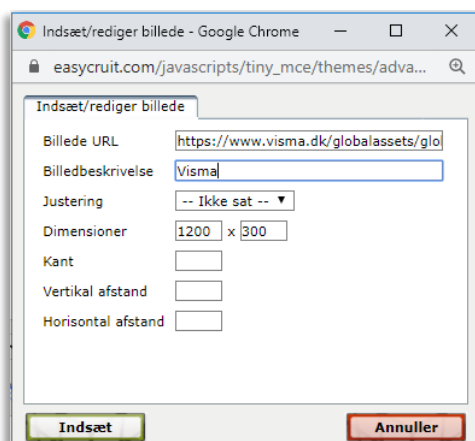 Indsæt/rediger billede - Google Chrome
easycruit.com/javascripts/tiny_mce/themes/adva...
Indsæt/rediger billede
Billede URL https://www.visma.dk/globalassets/glol
Billedbeskrivelse Visma
Justering -- Ikke sat --
Dimensioner 1200 x 300
Kant
Vertikal afstand
Horisontal afstand
Indsæt Annuller